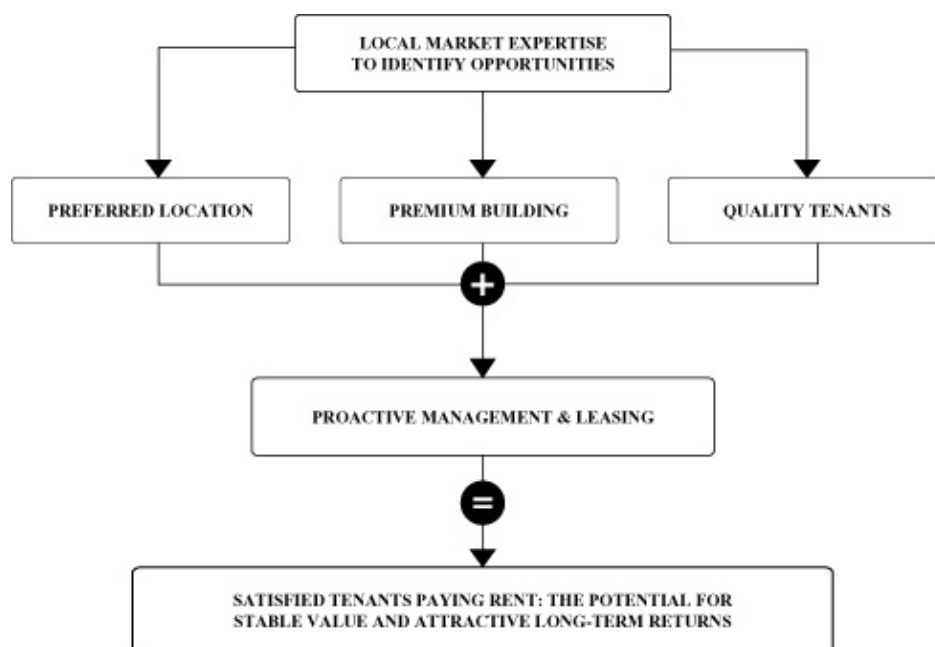 LOCAL MARKET EXPERTISE
TO IDENTIFY OPPORTUNITIES
PREFERRED LOCATION
PREMIUM BUILDING
QUALITY TENANTS
+
PROACTIVE MANAGEMENT & LEASING
=
SATISFIED TENANTS PAYING RENT: THE POTENTIAL FOR
STABLE VALUE AND ATTRACTIVE LONG-TERM RETURNS